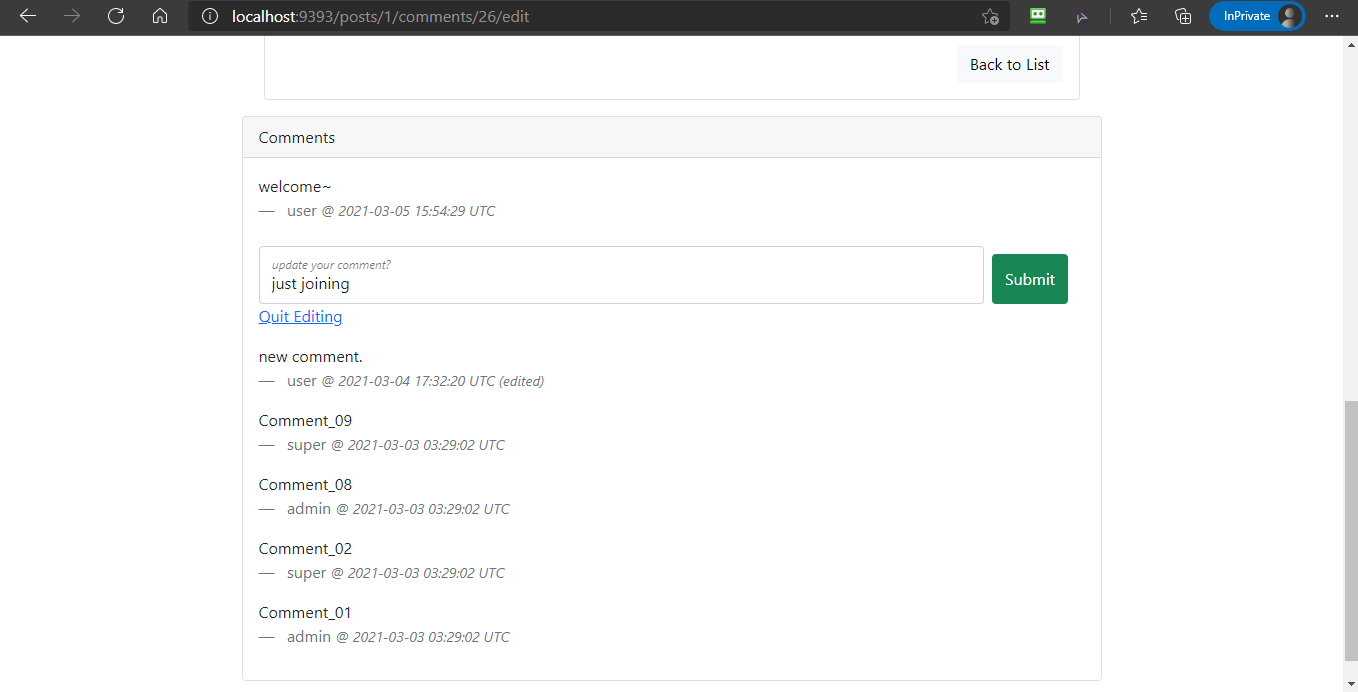 localhost:9393/posts/1/comments/26/edit
InPrivate
Back to List
Comments
welcome~
— user @ 2021-03-05 15:54:29 UTC
update your comment?
just joining
Submit
Quit Editing
new comment.
— user @ 2021-03-04 17:32:20 UTC (edited)
Comment_09
— super @ 2021-03-03 03:29:02 UTC
Comment_08
— admin @ 2021-03-03 03:29:02 UTC
Comment_02
— super @ 2021-03-03 03:29:02 UTC
Comment_01
— admin @ 2021-03-03 03:29:02 UTC